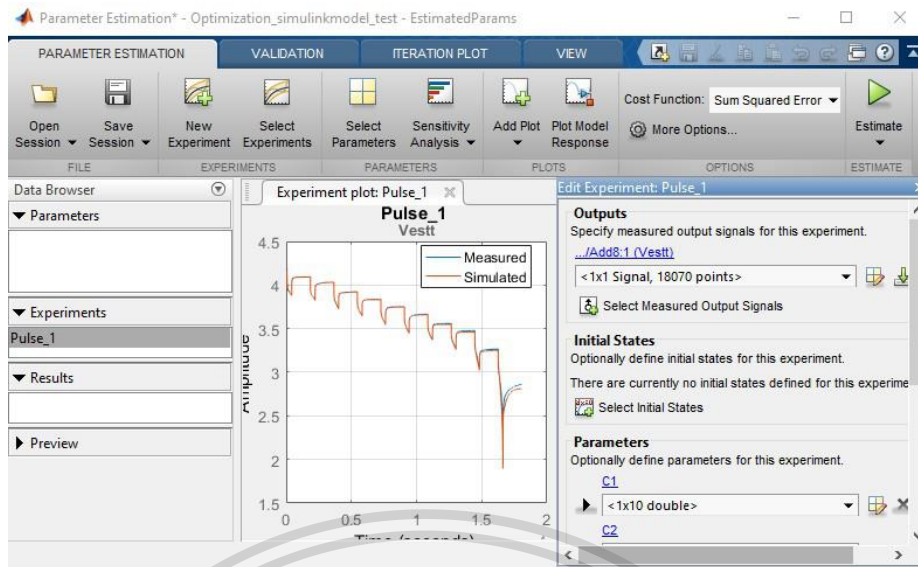 Parameter Estimation* - Optimization_simulinkmodel_test - EstimatedParams
PARAMETER ESTIMATION VALIDATION ITERATION PLOT VIEW
Open Session Save Session New Experiment Select Experiments Select Parameters Sensitivity Analysis Add Plot Plot Model Response Cost Function: Sum Squared Error More Options... Estimate
FILE EXPERIMENTS PARAMETERS PLOTS OPTIONS ESTIMATE
Data Browser
Parameters
Experiments
Pulse_1
Results
Preview
Experiment plot: Pulse_1
Pulse_1
Vestt
Measured
Simulated
4.5
4
3.5
3
2.5
2
1.5
Amplitude
0 0.5 1 1.5 2
Time (seconds)
Edit Experiment: Pulse_1
Outputs
Specify measured output signals for this experiment.
.../Add8:1 (Vestt)
<1x1 Signal, 18070 points>
Select Measured Output Signals
Initial States
Optionally define initial states for this experiment.
There are currently no initial states defined for this experime
Select Initial States
Parameters
Optionally define parameters for this experiment.
C1
<1x10 double>
C2